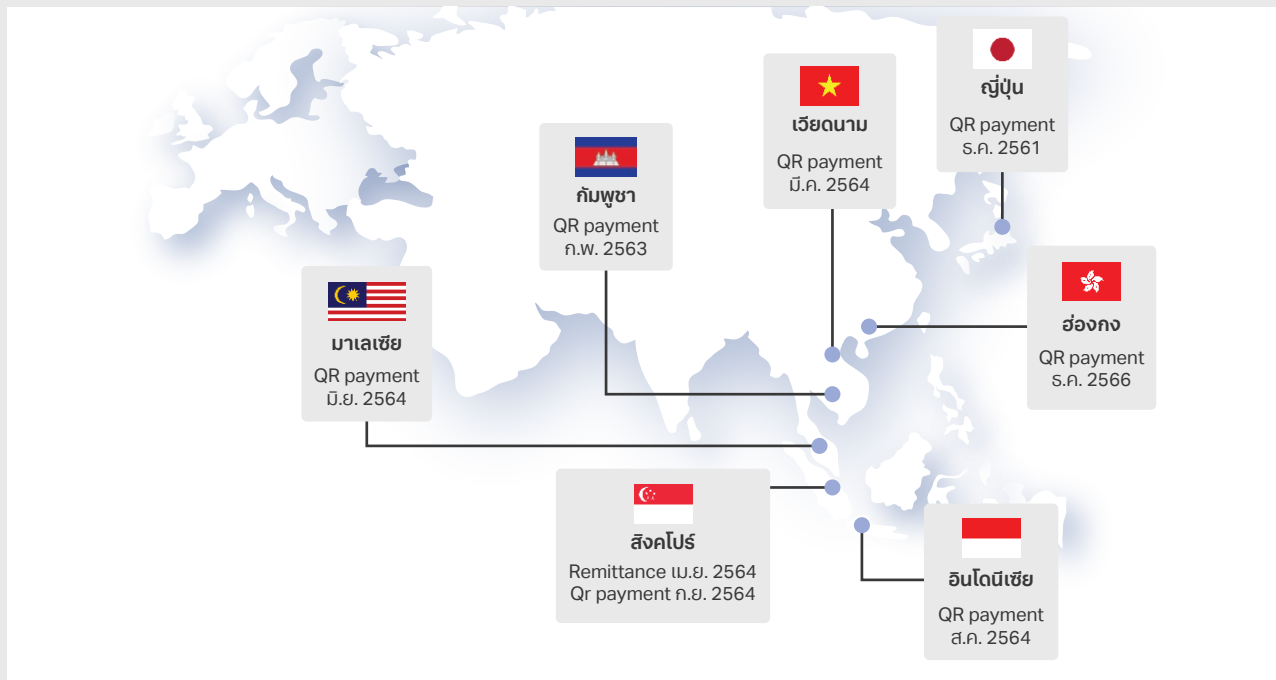 ญี่ปุ่น
QR payment
ธ.ค. 2561
เวียดนาม
QR payment
มี.ค. 2564
กัมพูชา
QR payment
ก.พ. 2563
ฮ่องกง
QR payment
ธ.ค. 2566
มาเลเซีย
QR payment
มิ.ย. 2564
สิงคโปร์
Remittance เม.ย. 2564
Qr payment ก.ย. 2564
อินโดนีเซีย
QR payment
ส.ค. 2564